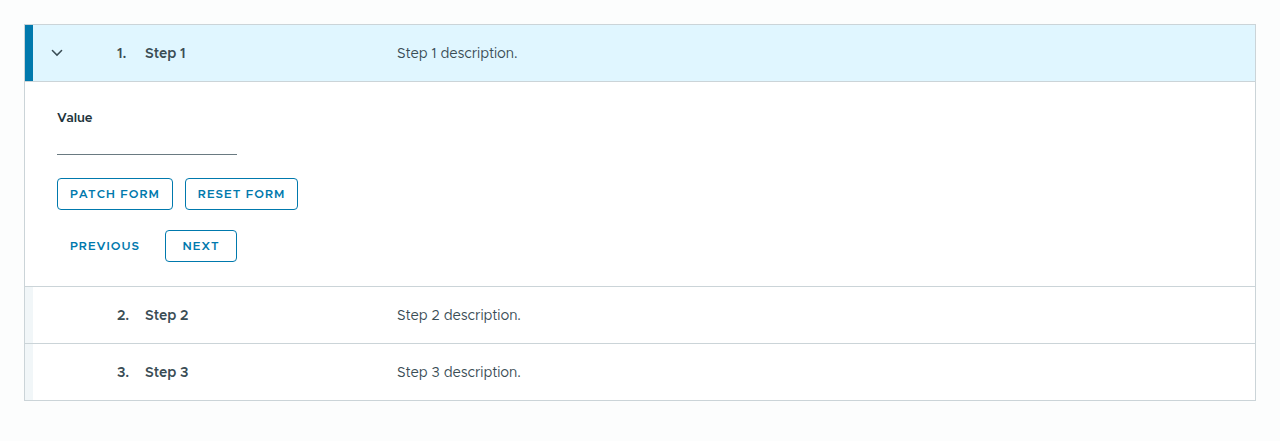 1. Step 1 Step 1 description.
Value
PATCH FORM RESET FORM
PREVIOUS NEXT
2. Step 2 Step 2 description.
3. Step 3 Step 3 description.